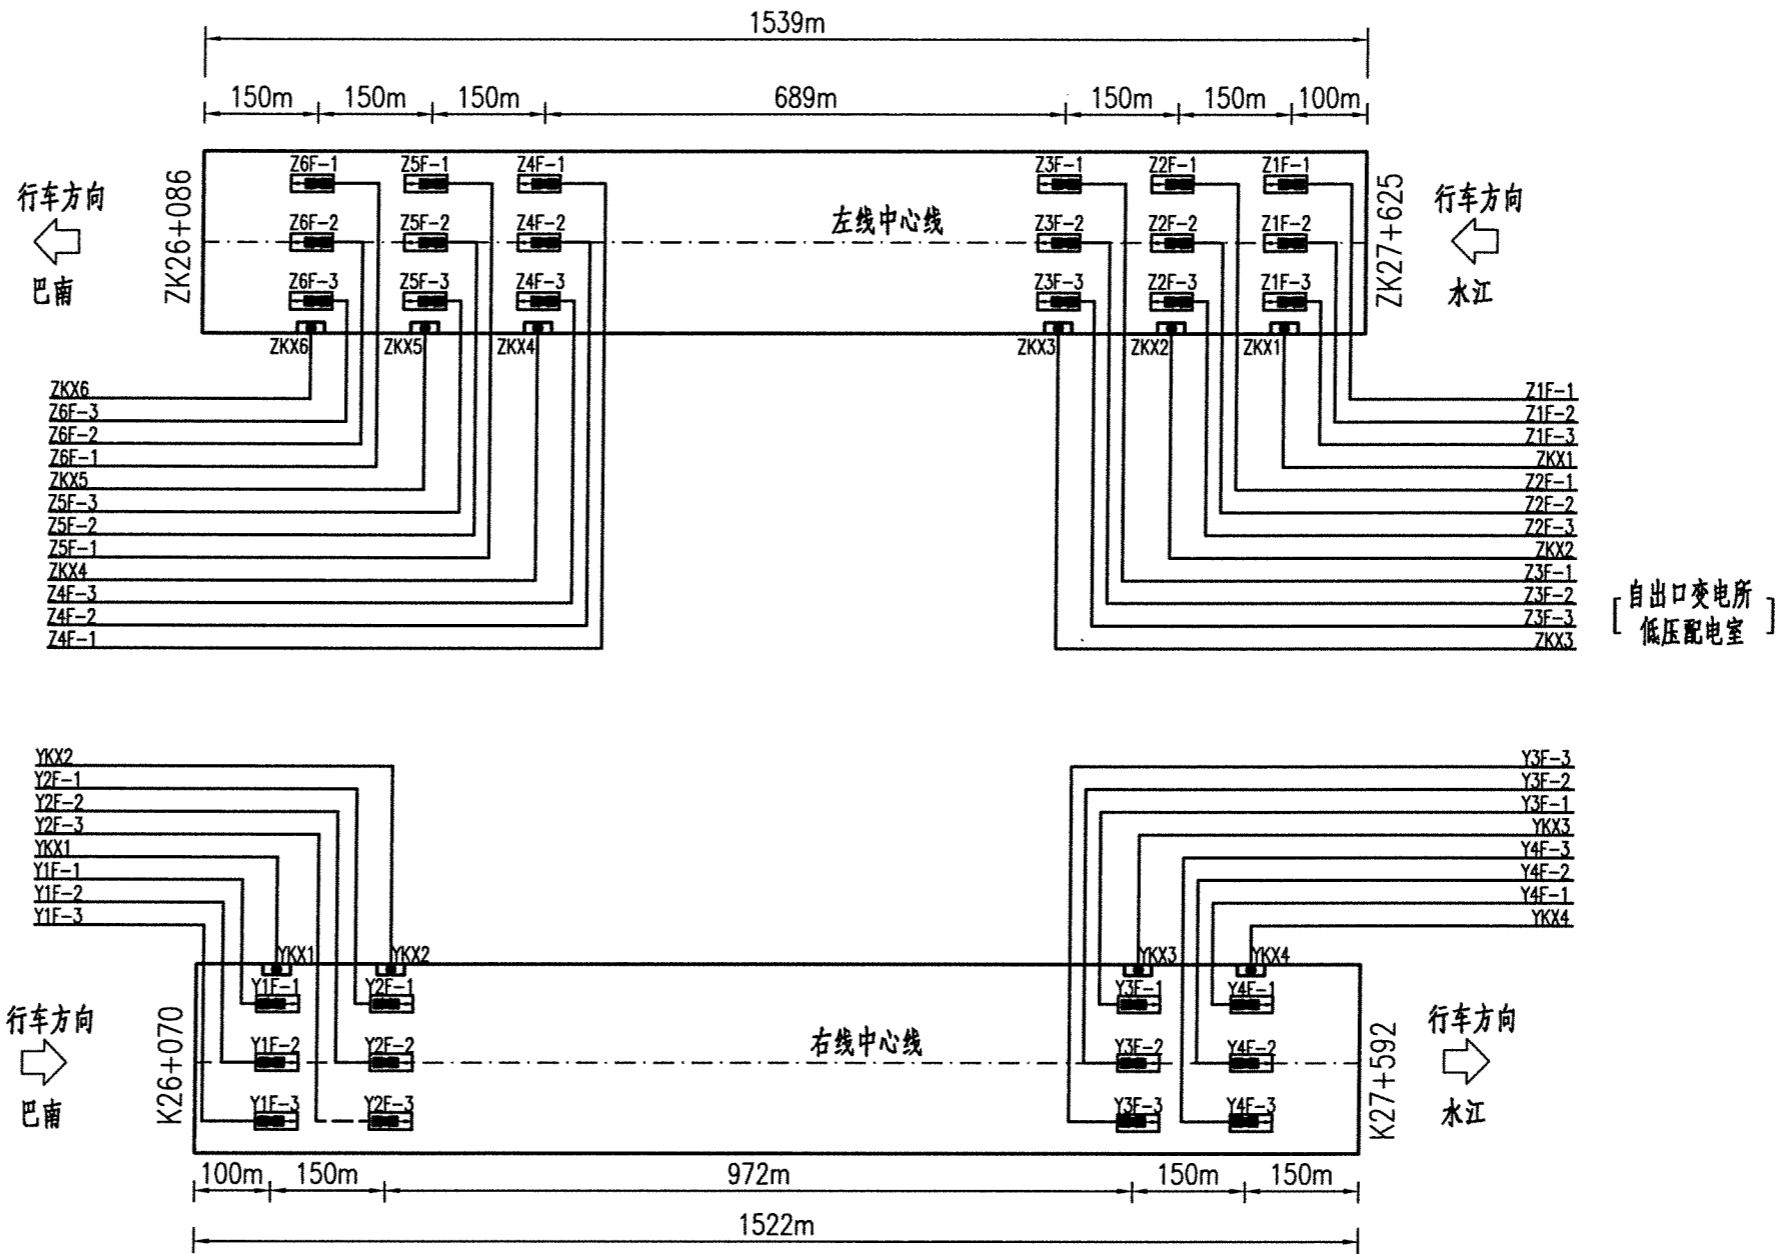 1539m
150m 150m 150m 689m 150m 150m 100m
Z6F-1 Z5F-1 Z4F-1 Z3F-1 Z2F-1 Z1F-1
行车方向 ZK26+086 左线中心线 ZK27+625 行车方向
Z6F-2 Z5F-2 Z4F-2 Z3F-2 Z2F-2 Z1F-2
巴南 水江
Z6F-3 Z5F-3 Z4F-3 Z3F-3 Z2F-3 Z1F-3
ZKX6 ZKX5 ZKX4 ZKX3 ZKX2 ZKX1
ZKX6
Z6F-3
Z6F-2
Z6F-1
ZKX5
Z5F-3
Z5F-2
Z5F-1
ZKX4
Z4F-3
Z4F-2
Z4F-1
Z1F-1
Z1F-2
Z1F-3
ZKX1
Z2F-1
Z2F-2
Z2F-3
ZKX2
Z3F-1
Z3F-2
Z3F-3
ZKX3
[自出口变电所
低压配电室]
YKX2
Y2F-1
Y2F-2
Y2F-3
YKX1
Y1F-1
Y1F-2
Y1F-3
Y3F-3
Y3F-2
Y3F-1
YKX3
Y4F-3
Y4F-2
Y4F-1
YKX4
YKX1 YKX2 YKX3 YKX4
Y1F-1 Y2F-1 Y3F-1 Y4F-1
行车方向 K26+070 右线中心线 K27+592 行车方向
Y1F-2 Y2F-2 Y3F-2 Y4F-2
巴南 水江
Y1F-3 Y2F-3 Y3F-3 Y4F-3
100m 150m 972m 150m 150m
1522m